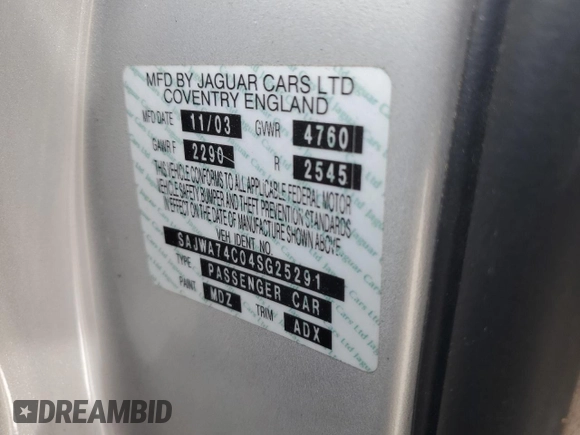 MFD BY JAGUAR CARS LTD
COVENTRY ENGLAND
MFD DATE 11/03 GVWR 4760
GAWR F 2290 R 2545
THIS VEHICLE CONFORMS TO ALL APPLICABLE FEDERAL MOTOR
VEHICLE SAFETY BUMPER AND THEFT PREVENTION STANDARDS
IN EFFECT ON THE DATE OF MANUFACTURE SHOWN ABOVE.
VEH. IDENT NO.
SAJWA74C04SG25291
TYPE PASSENGER CAR
PAINT MDZ TRIM ADX
DREAMBID